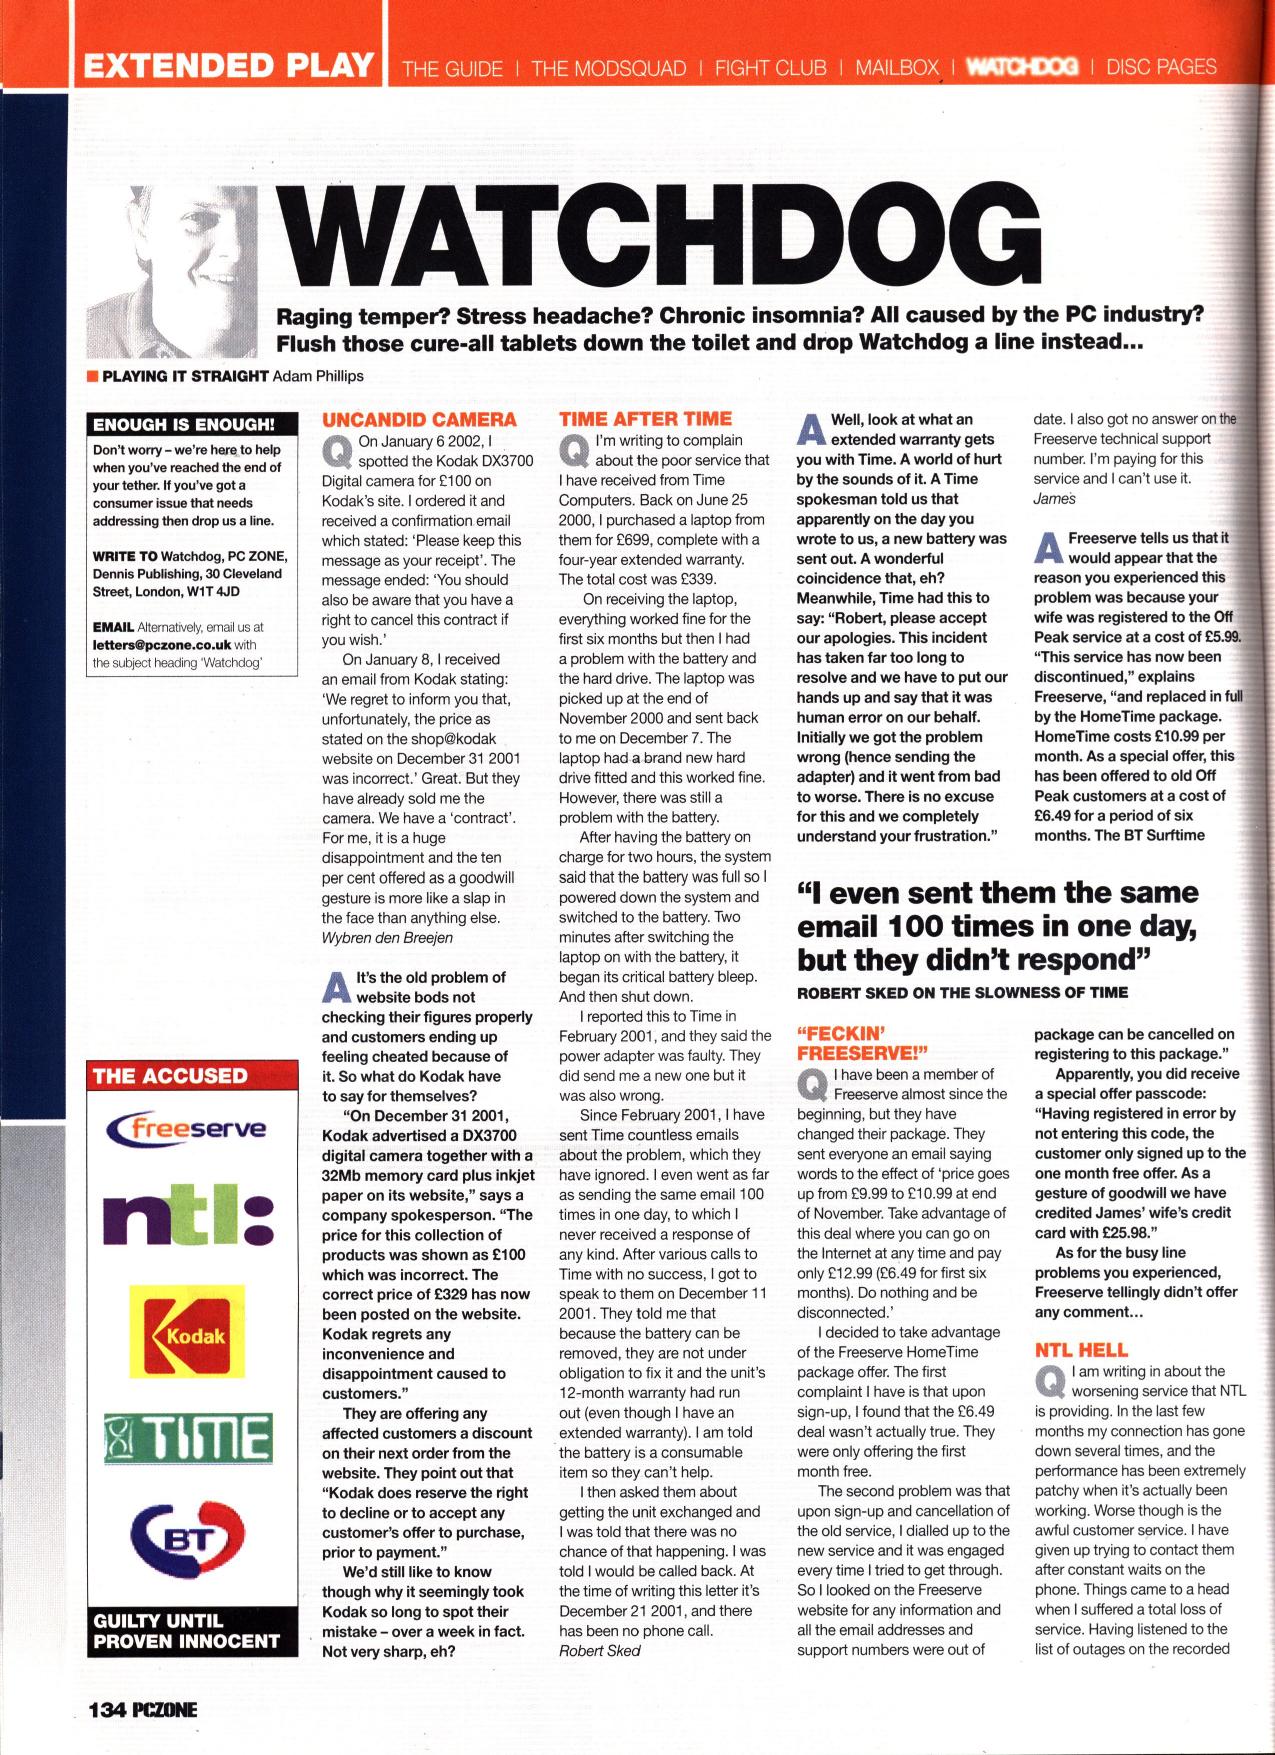 EXTENDED PLAY
THE GUIDE | THE MODSQUAD | FIGHT CLUB | MAILBOX | WATCHDOG | DISC PAGES
WATCHDOG
Raging temper? Stress headache? Chronic insomnia? All caused by the PC industry?
Flush those cure-all tablets down the toilet and drop Watchdog a line instead...
PLAYING IT STRAIGHT Adam Phillips
ENOUGH IS ENOUGH!
Don't worry – we're here to help
when you've reached the end of
your tether. If you've got a
consumer issue that needs
addressing then drop us a line.
WRITE TO Watchdog, PC ZONE,
Dennis Publishing, 30 Cleveland
Street, London, W1T 4JD
EMAIL Alternatively, email us at
letters@pczone.co.uk with
the subject heading 'Watchdog'
THE ACCUSED
freeserve
ntl:
Kodak
TIME
BT
GUILTY UNTIL
PROVEN INNOCENT
UNCANDID CAMERA
Q On January 6 2002, I
spotted the Kodak DX3700
Digital camera for £100 on
Kodak's site. I ordered it and
received a confirmation email
which stated: 'Please keep this
message as your receipt'. The
message ended: 'You should
also be aware that you have a
right to cancel this contract if
you wish.'
On January 8, I received
an email from Kodak stating:
'We regret to inform you that,
unfortunately, the price as
stated on the shop@kodak
website on December 31 2001
was incorrect.' Great. But they
have already sold me the
camera. We have a 'contract'.
For me, it is a huge
disappointment and the ten
per cent offered as a goodwill
gesture is more like a slap in
the face than anything else.
Wybren den Breejen
A It's the old problem of
website bods not
checking their figures properly
and customers ending up
feeling cheated because of
it. So what do Kodak have
to say for themselves?
"On December 31 2001,
Kodak advertised a DX3700
digital camera together with a
32Mb memory card plus inkjet
paper on its website," says a
company spokesperson. "The
price for this collection of
products was shown as £100
which was incorrect. The
correct price of £329 has now
been posted on the website.
Kodak regrets any
inconvenience and
disappointment caused to
customers."
They are offering any
affected customers a discount
on their next order from the
website. They point out that
"Kodak does reserve the right
to decline or to accept any
customer's offer to purchase,
prior to payment."
We'd still like to know
though why it seemingly took
Kodak so long to spot their
mistake – over a week in fact.
Not very sharp, eh?
TIME AFTER TIME
Q I'm writing to complain
about the poor service that
I have received from Time
Computers. Back on June 25
2000, I purchased a laptop from
them for £699, complete with a
four-year extended warranty.
The total cost was £339.
On receiving the laptop,
everything worked fine for the
first six months but then I had
a problem with the battery and
the hard drive. The laptop was
picked up at the end of
November 2000 and sent back
to me on December 7. The
laptop had a brand new hard
drive fitted and this worked fine.
However, there was still a
problem with the battery.
After having the battery on
charge for two hours, the system
said that the battery was full so I
powered down the system and
switched to the battery. Two
minutes after switching the
laptop on with the battery, it
began its critical battery bleep.
And then shut down.
I reported this to Time in
February 2001, and they said the
power adapter was faulty. They
did send me a new one but it
was also wrong.
Since February 2001, I have
sent Time countless emails
about the problem, which they
have ignored. I even went as far
as sending the same email 100
times in one day, to which I
never received a response of
any kind. After various calls to
Time with no success, I got to
speak to them on December 11
2001. They told me that
because the battery can be
removed, they are not under
obligation to fix it and the unit's
12-month warranty had run
out (even though I have an
extended warranty). I am told
the battery is a consumable
item so they can't help.
I then asked them about
getting the unit exchanged and
I was told that there was no
chance of that happening. I was
told I would be called back. At
the time of writing this letter it's
December 21 2001, and there
has been no phone call.
Robert Sked
A Well, look at what an
extended warranty gets
you with Time. A world of hurt
by the sounds of it. A Time
spokesman told us that
apparently on the day you
wrote to us, a new battery was
sent out. A wonderful
coincidence that, eh?
Meanwhile, Time had this to
say: "Robert, please accept
our apologies. This incident
has taken far too long to
resolve and we have to put our
hands up and say that it was
human error on our behalf.
Initially we got the problem
wrong (hence sending the
adapter) and it went from bad
to worse. There is no excuse
for this and we completely
understand your frustration."
"I even sent them the same
email 100 times in one day,
but they didn't respond"
ROBERT SKED ON THE SLOWNESS OF TIME
"FECKIN'
FREESERVE!"
Q I have been a member of
Freeserve almost since the
beginning, but they have
changed their package. They
sent everyone an email saying
words to the effect of 'price goes
up from £9.99 to £10.99 at end
of November. Take advantage of
this deal where you can go on
the Internet at any time and pay
only £12.99 (£6.49 for first six
months). Do nothing and be
disconnected.'
I decided to take advantage
of the Freeserve HomeTime
package offer. The first
complaint I have is that upon
sign-up, I found that the £6.49
deal wasn't actually true. They
were only offering the first
month free.
The second problem was that
upon sign-up and cancellation of
the old service, I dialled up to the
new service and it was engaged
every time I tried to get through.
So I looked on the Freeserve
website for any information and
all the email addresses and
support numbers were out of
date. I also got no answer on the
Freeserve technical support
number. I'm paying for this
service and I can't use it.
James
A Freeserve tells us that it
would appear that the
reason you experienced this
problem was because your
wife was registered to the Off
Peak service at a cost of £5.99.
"This service has now been
discontinued," explains
Freeserve, "and replaced in full
by the HomeTime package.
HomeTime costs £10.99 per
month. As a special offer, this
has been offered to old Off
Peak customers at a cost of
£6.49 for a period of six
months. The BT Surftime
package can be cancelled on
registering to this package."
Apparently, you did receive
a special offer passcode:
"Having registered in error by
not entering this code, the
customer only signed up to the
one month free offer. As a
gesture of goodwill we have
credited James' wife's credit
card with £25.98."
As for the busy line
problems you experienced,
Freeserve tellingly didn't offer
any comment...
NTL HELL
Q I am writing in about the
worsening service that NTL
is providing. In the last few
months my connection has gone
down several times, and the
performance has been extremely
patchy when it's actually been
working. Worse though is the
awful customer service. I have
given up trying to contact them
after constant waits on the
phone. Things came to a head
when I suffered a total loss of
service. Having listened to the
list of outages on the recorded
134 PCZONE